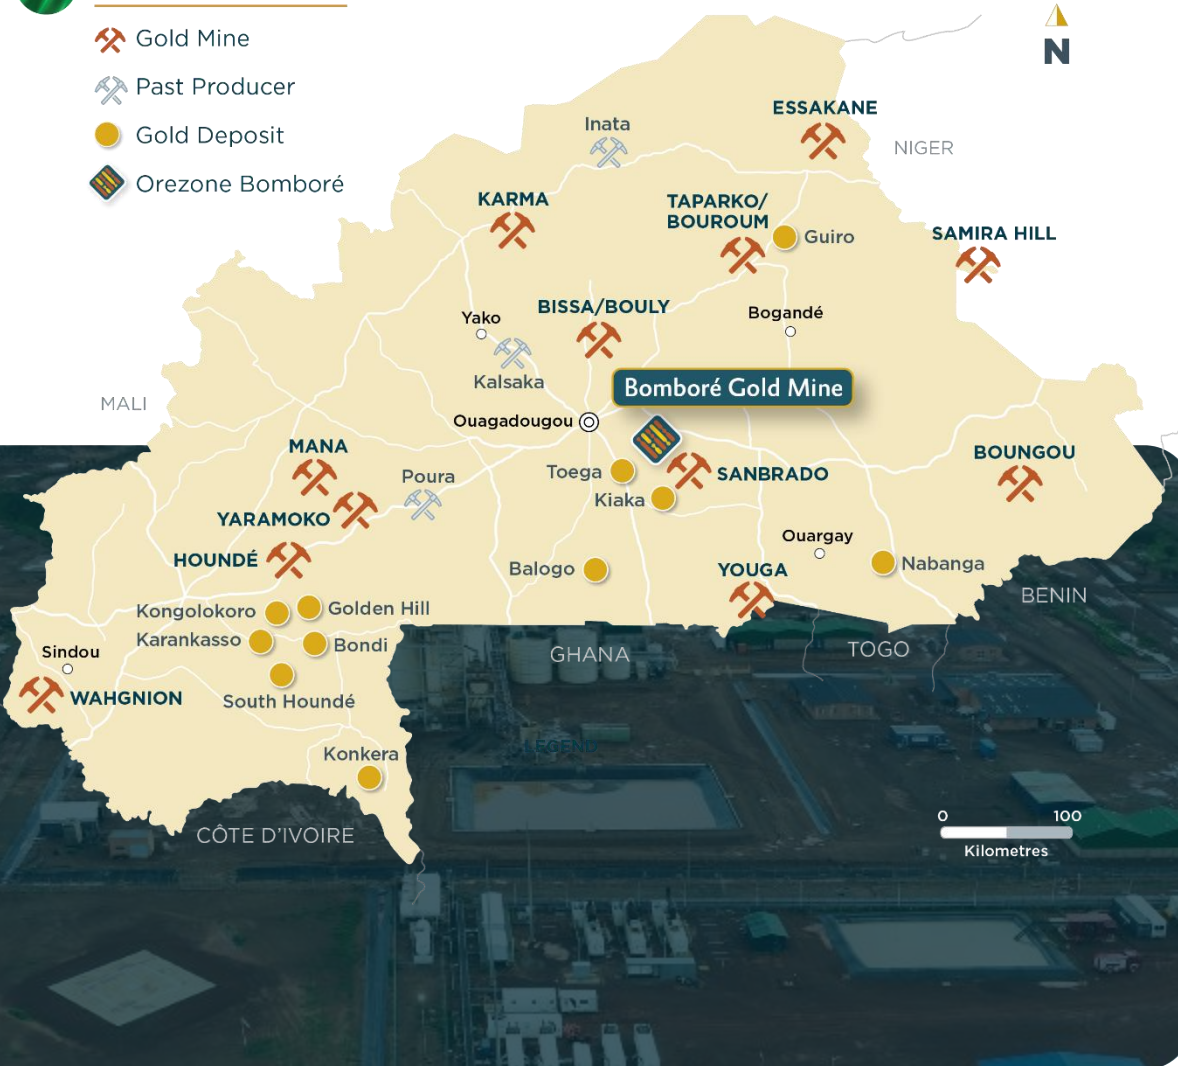 Gold Mine
Past Producer
Gold Deposit
Orezone Bomboré
N
ESSAKANE
Inata
NIGER
KARMA
TAPARKO/
BOUROUM
Guiro
SAMIRA HILL
BISSA/BOULY
Yako
Bogandé
Kalsaka
Bomboré Gold Mine
MALI
Ouagadougou
MANA
BOUNGOU
Poura
Toega
SANBRADO
Kiaka
YARAMOKO
Ouargay
HOUNDÉ
Balogo
YOUGA
Nabanga
BENIN
Kongolokoro
Golden Hill
Karankasso
Bondi
Sindou
GHANA
TOGO
WAHGNION
South Houndé
LEGEND
Konkera
CÔTE D'IVOIRE
0 100
Kilometres